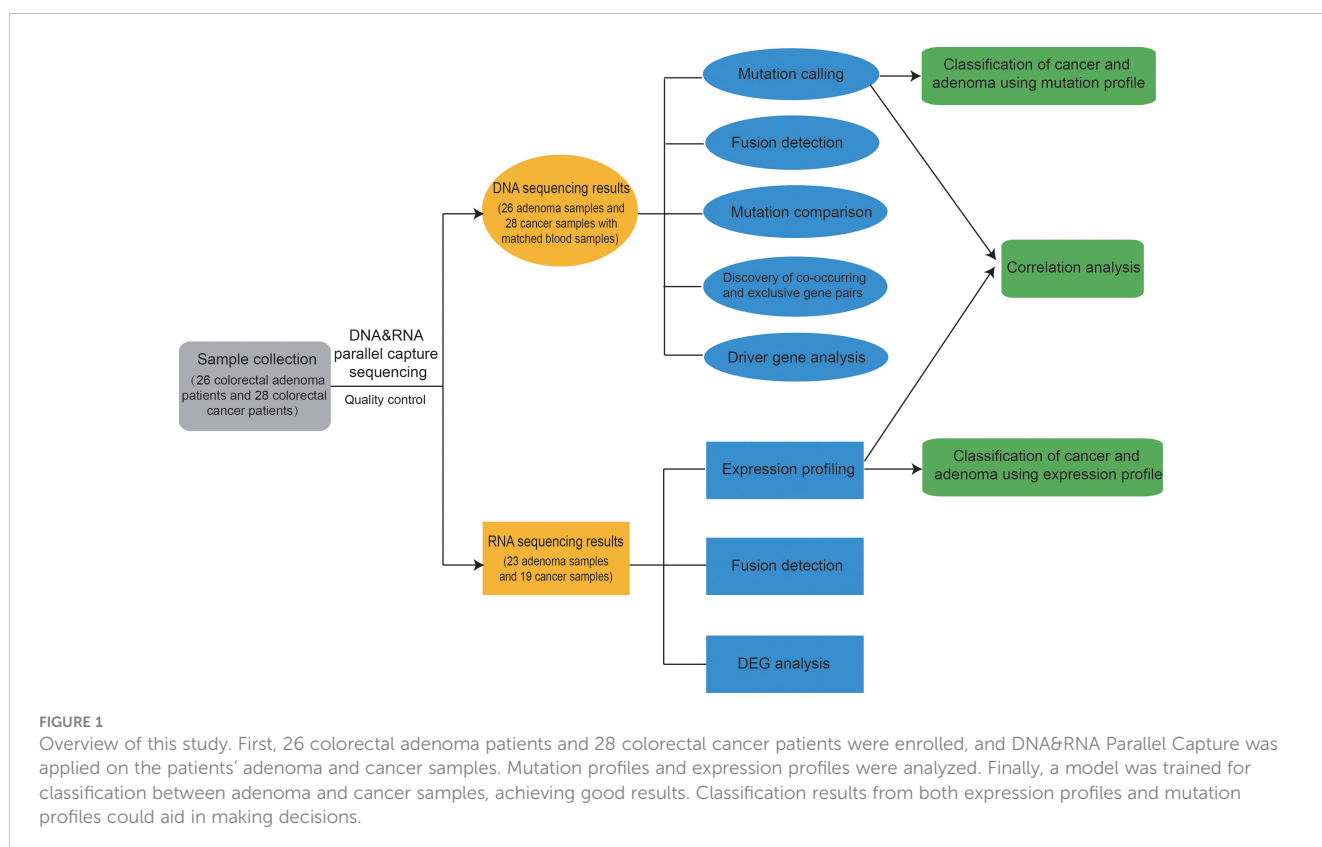 Sample collection
(26 colorectal adenoma
patients and 28 colorectal
cancer patients)
DNA&RNA
parallel capture
sequencing
Quality control
DNA sequencing results
(26 adenoma samples and
28 cancer samples with
matched blood samples)
Mutation calling
Fusion detection
Mutation comparison
Discovery of co-occurring
and exclusive gene pairs
Driver gene analysis
Classification of cancer and
adenoma using mutation profile
Correlation analysis
RNA sequencing results
(23 adenoma samples
and 19 cancer samples)
Expression profiling
Fusion detection
DEG analysis
Classification of cancer and
adenoma using expression profile
FIGURE 1
Overview of this study. First, 26 colorectal adenoma patients and 28 colorectal cancer patients were enrolled, and DNA&RNA Parallel Capture was
applied on the patients' adenoma and cancer samples. Mutation profiles and expression profiles were analyzed. Finally, a model was trained for
classification between adenoma and cancer samples, achieving good results. Classification results from both expression profiles and mutation
profiles could aid in making decisions.